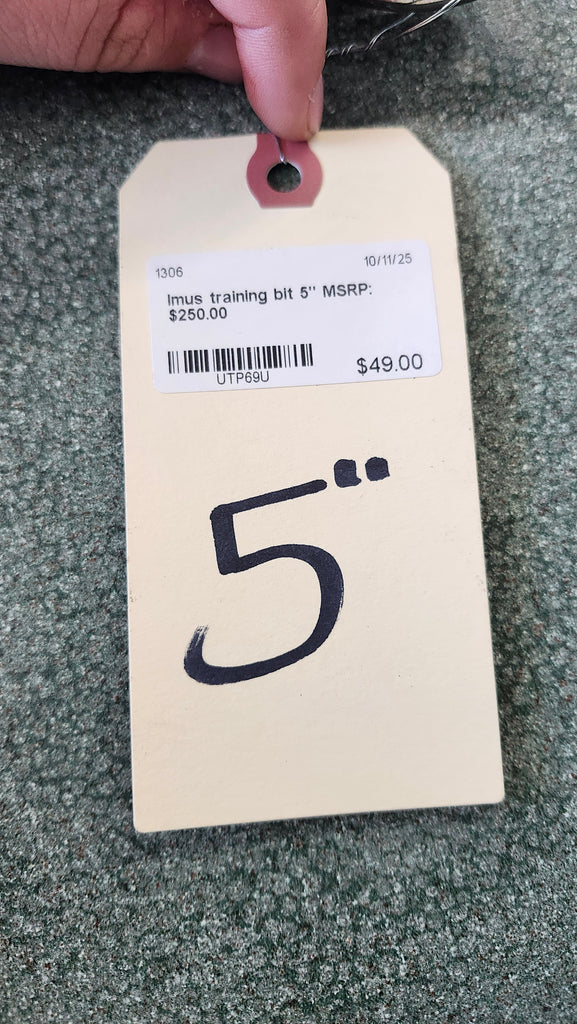 1306 10/11/25
Imus training bit 5" MSRP:
$250.00
UTP69U $49.00
5"